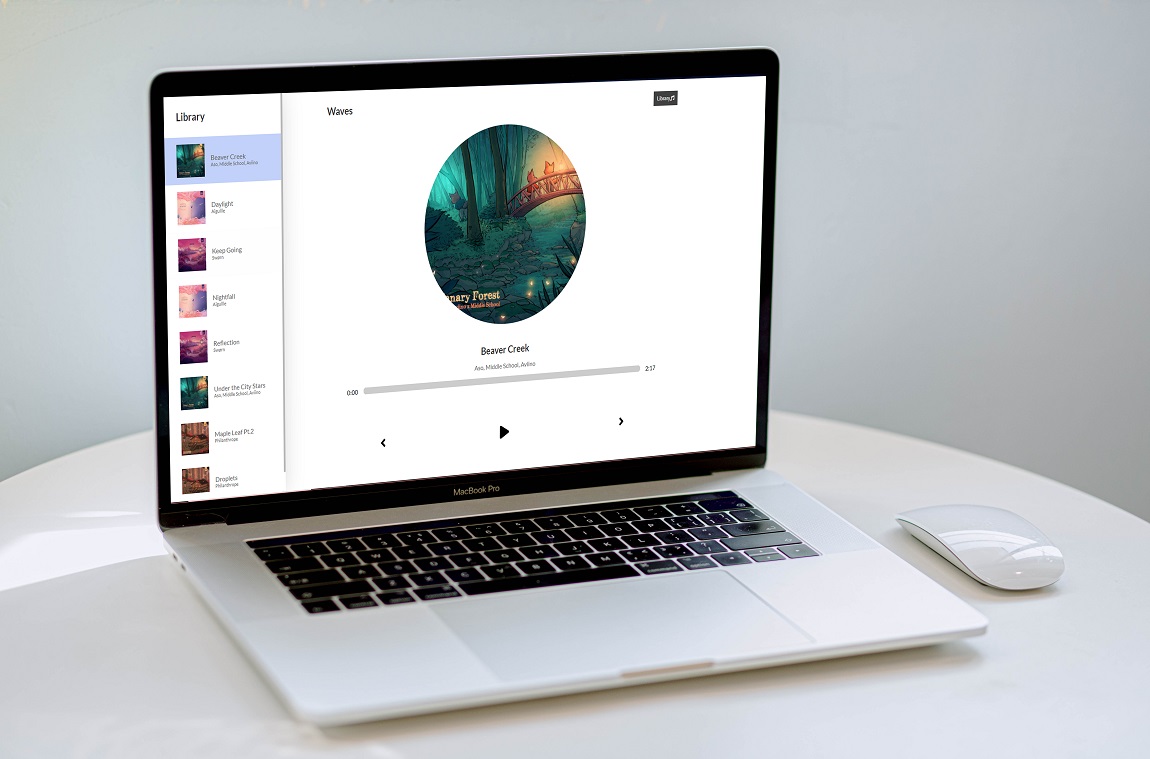 Library
Beaver Creek
Aso, Middle School, Aviino
Daylight
Aiguille
Keep Going
Swørn
Nightfall
Aiguille
Reflection
Swørn
Under the City Stars
Aso, Middle School, Aviino
Maple Leaf Pt.2
Philanthrope
Droplets
Philanthrope
Waves
Library
nary Forest
Middle School
Beaver Creek
Aso, Middle School, Aviino
0:00
2:17
MacBook Pro